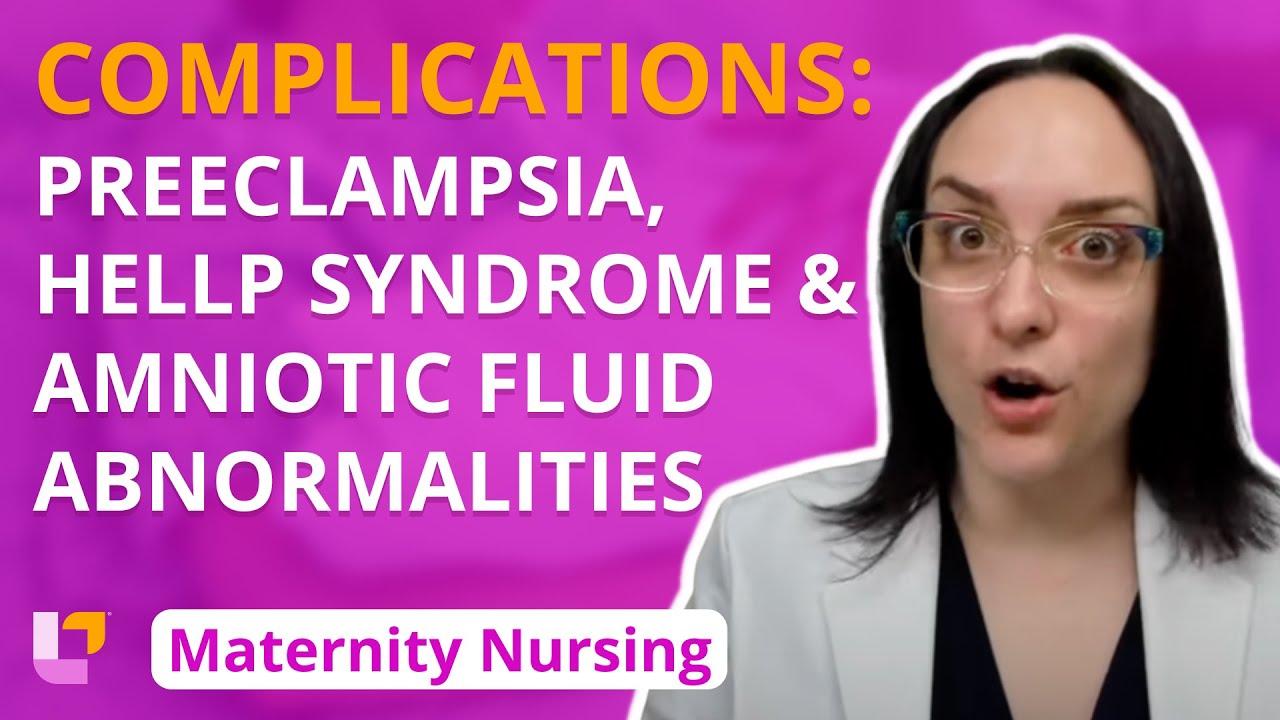 COMPLICATIONS:
PREECLAMPSIA,
HELLP SYNDROME &
AMNIOTIC FLUID
ABNORMALITIES
Maternity Nursing